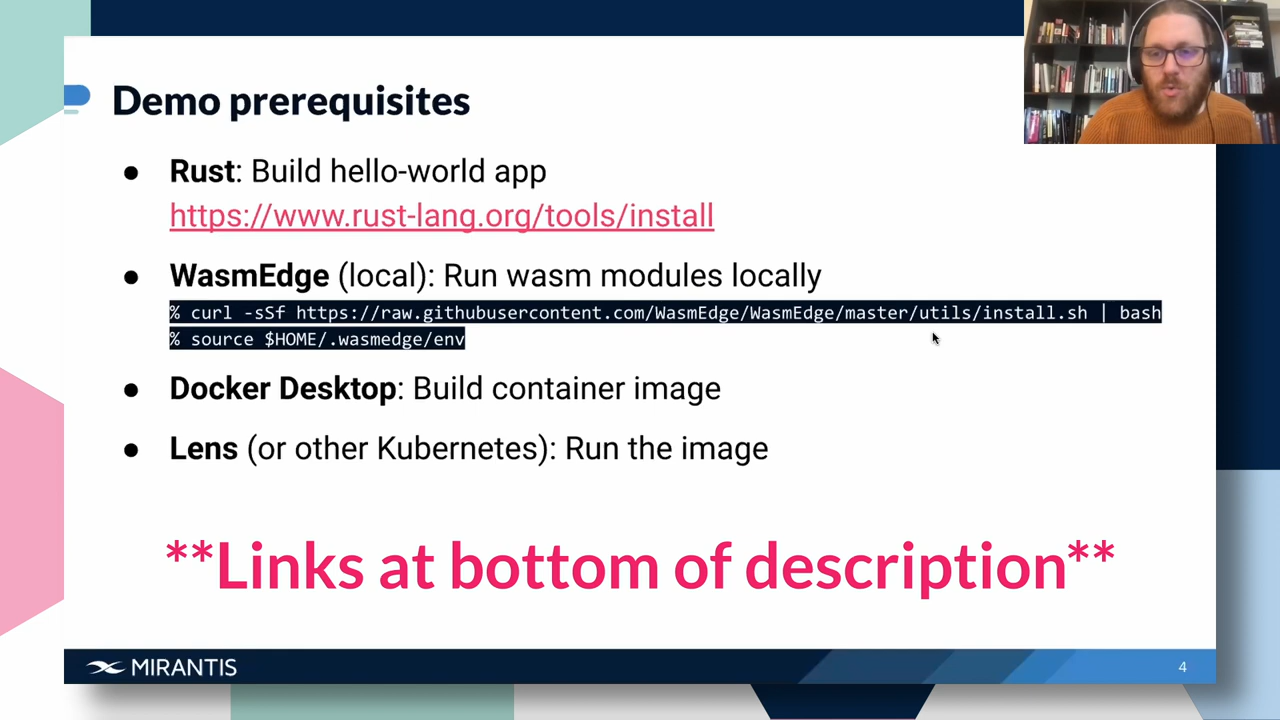 Demo prerequisites
● Rust: Build hello-world app
https://www.rust-lang.org/tools/install
● WasmEdge (local): Run wasm modules locally
% curl -sSf https://raw.githubusercontent.com/WasmEdge/WasmEdge/master/utils/install.sh | bash
% source $HOME/.wasmedge/env
● Docker Desktop: Build container image
● Lens (or other Kubernetes): Run the image
**Links at bottom of description**
MIRANTIS
4